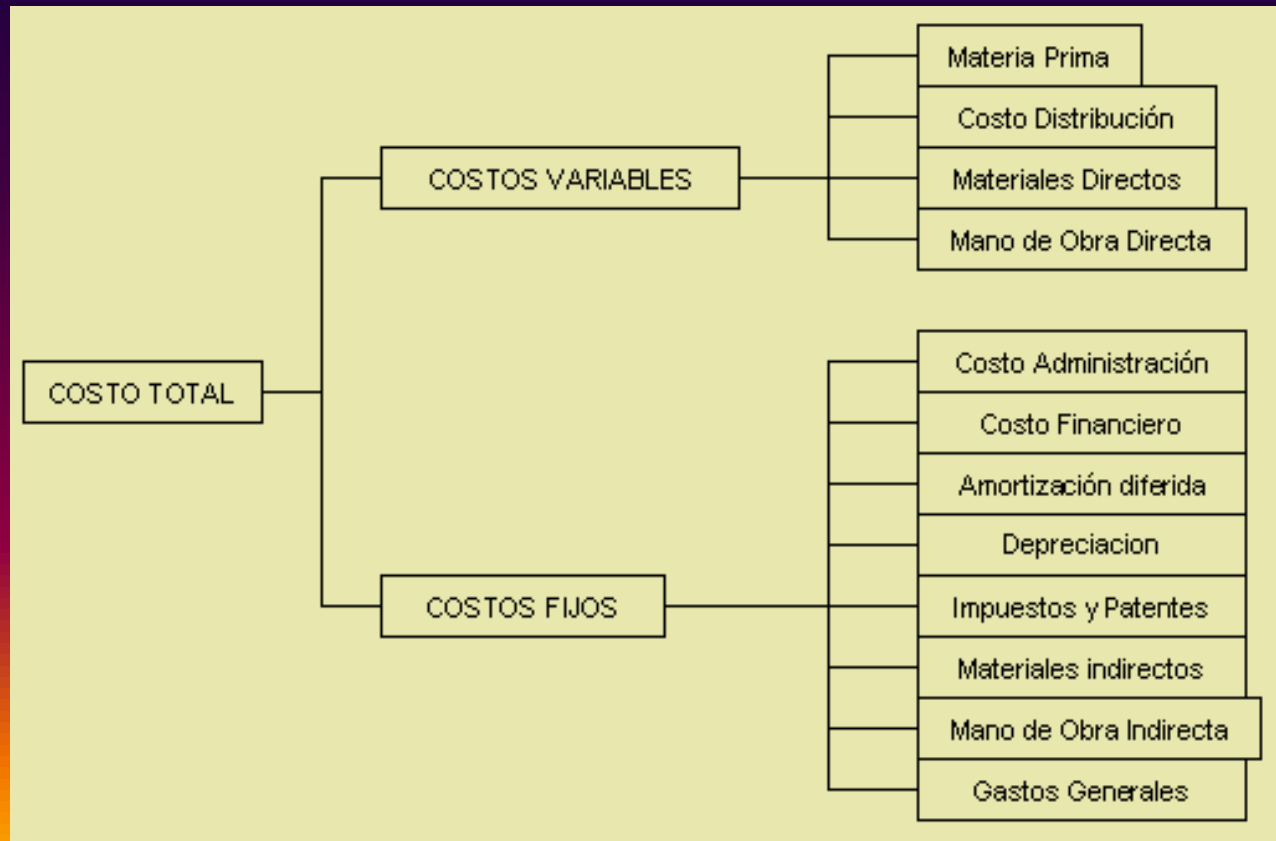 COSTO TOTAL
COSTOS VARIABLES
Materia Prima
Costo Distribución
Materiales Directos
Mano de Obra Directa
COSTOS FIJOS
Costo Administración
Costo Financiero
Amortización diferida
Depreciacion
Impuestos y Patentes
Materiales indirectos
Mano de Obra Indirecta
Gastos Generales